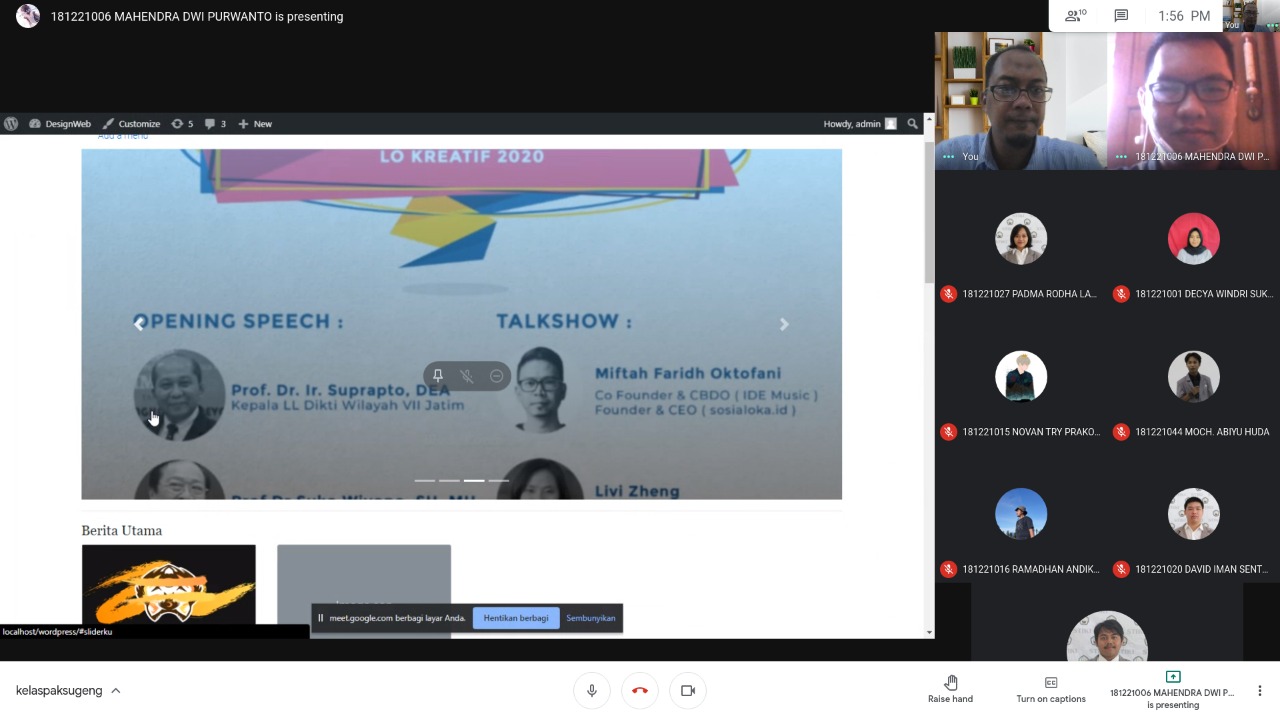 181221006 MAHENDRA DWI PURWANTO is presenting
10
1:56 PM
You
DesignWeb
Customize
5
3
New
Howdy, admin
Add a menu
LO KREATIF 2020
OPENING SPEECH :
TALKSHOW :
Prof. Dr. Ir. Suprapto, DEA
Kepala LL Dikti Wilayah VII Jatim
Miftah Faridh Oktofani
Co Founder & CBDO ( IDE Music )
Founder & CEO ( sosialoka.id )
Livi Zheng
Berita Utama
meet.google.com berbagi layar Anda.
Hentikan berbagi
Sembunyikan
localhost/wordpress/#sliderku
You
181221006 MAHENDRA DWI P...
181221027 PADMA RODHA LA...
181221001 DECYA WINDRI SUK...
181221015 NOVAN TRY PRAKO...
181221044 MOCH. ABIYU HUDA
181221016 RAMADHAN ANDIK...
181221020 DAVID IMAN SENT...
kelaspaksugeng
Raise hand
Turn on captions
181221006 MAHENDRA DWI P...
is presenting